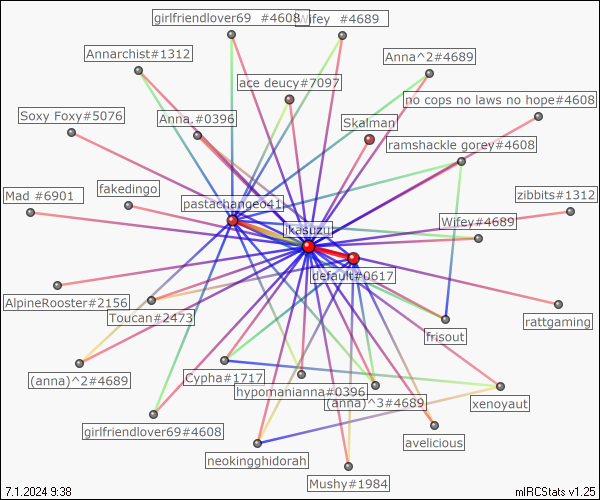 girlfriendlover69 #4608
Wifey #4689
Annarchist#1312
Anna^2#4689
ace deucy#7097
no cops no laws no hope#4608
Soxy Foxy#5076
Anna,#0396
Skalman
ramshackle gorey#4608
Mad #6901
fakedingo
pastachangeo41
zibbits#1312
Wifey#4689
jkasuzu
default#0617
AlpineRooster#2156
Toucan#2473
rattgaming
frisout
(anna)^2#4689
Cypha#1717
hypomanianna#0396
(anna)^3#4689
xenoyaut
girlfriendlover69#4608
avelicious
neokingghidorah
Mushy#1984
7.1.2024 9:38
mIRCStats v1.25